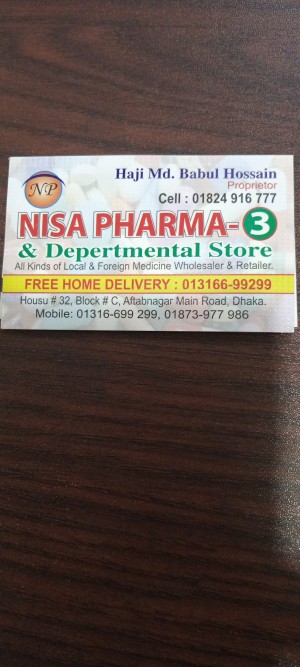 NP
Haji Md. Babul Hossain
Proprietor
Cell : 01824 916 777
NISA PHARMA-3
& Depertmental Store
All Kinds of Local & Foreign Medicine Wholesaler & Retailer.
FREE HOME DELIVERY : 013166-99299
Housu # 32, Block # C, Aftabnagar Main Road, Dhaka.
Mobile: 01316-699 299, 01873-977 986